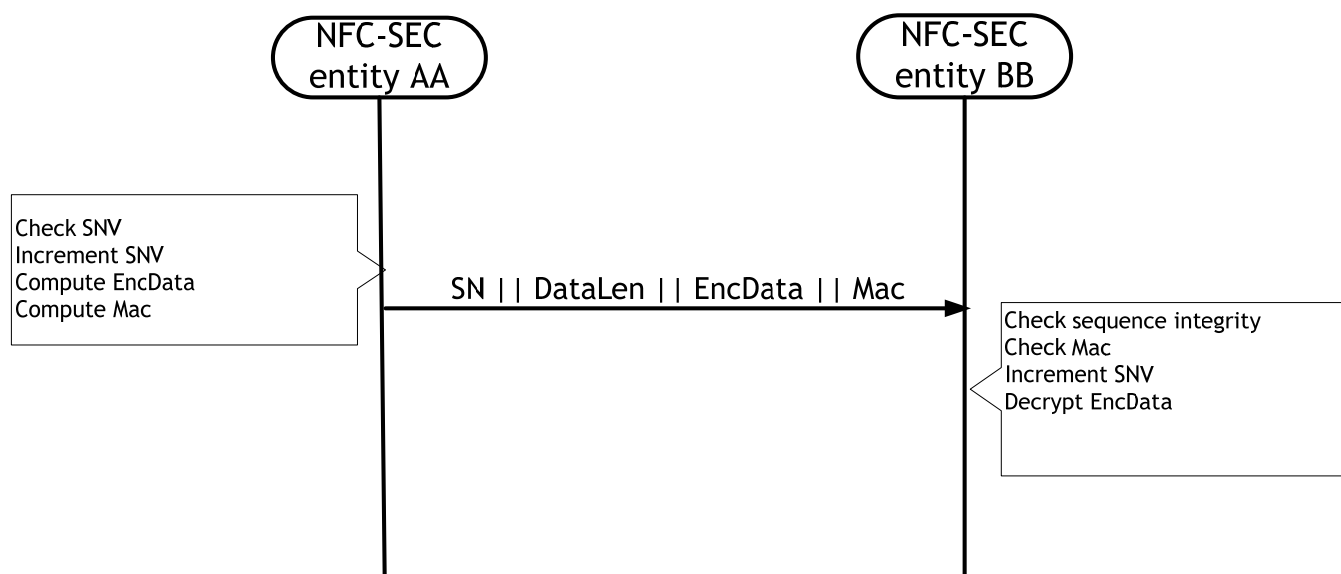 NFC-SEC
entity AA
NFC-SEC
entity BB
Check SNV
Increment SNV
Compute EncData
Compute Mac
SN || DataLen || EncData || Mac
Check sequence integrity
Check Mac
Increment SNV
Decrypt EncData